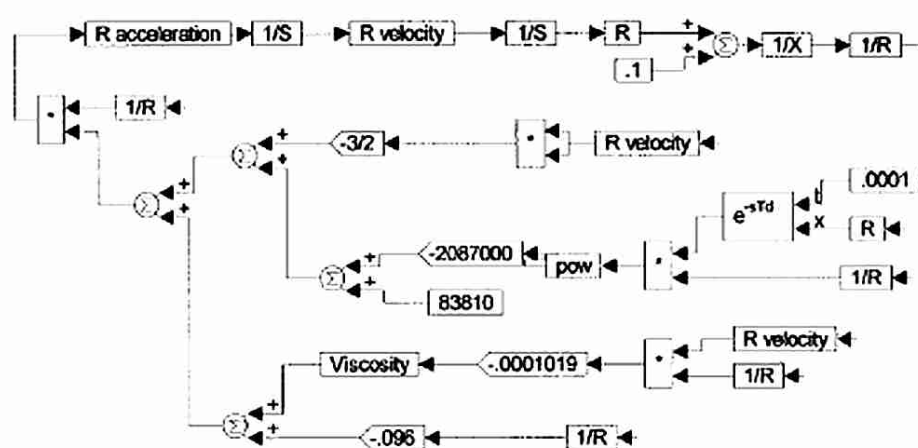 R acceleration 1/S R velocity 1/S R + Σ 1/X 1/R
.1 +
* 1/R
Σ + + -3/2 * R velocity
Σ + + e-sTd t .0001
X R
-2087000 pow * 1/R
Σ + + 83810
Viscosity -.0001019 * R velocity
1/R
Σ + + -.096 1/R